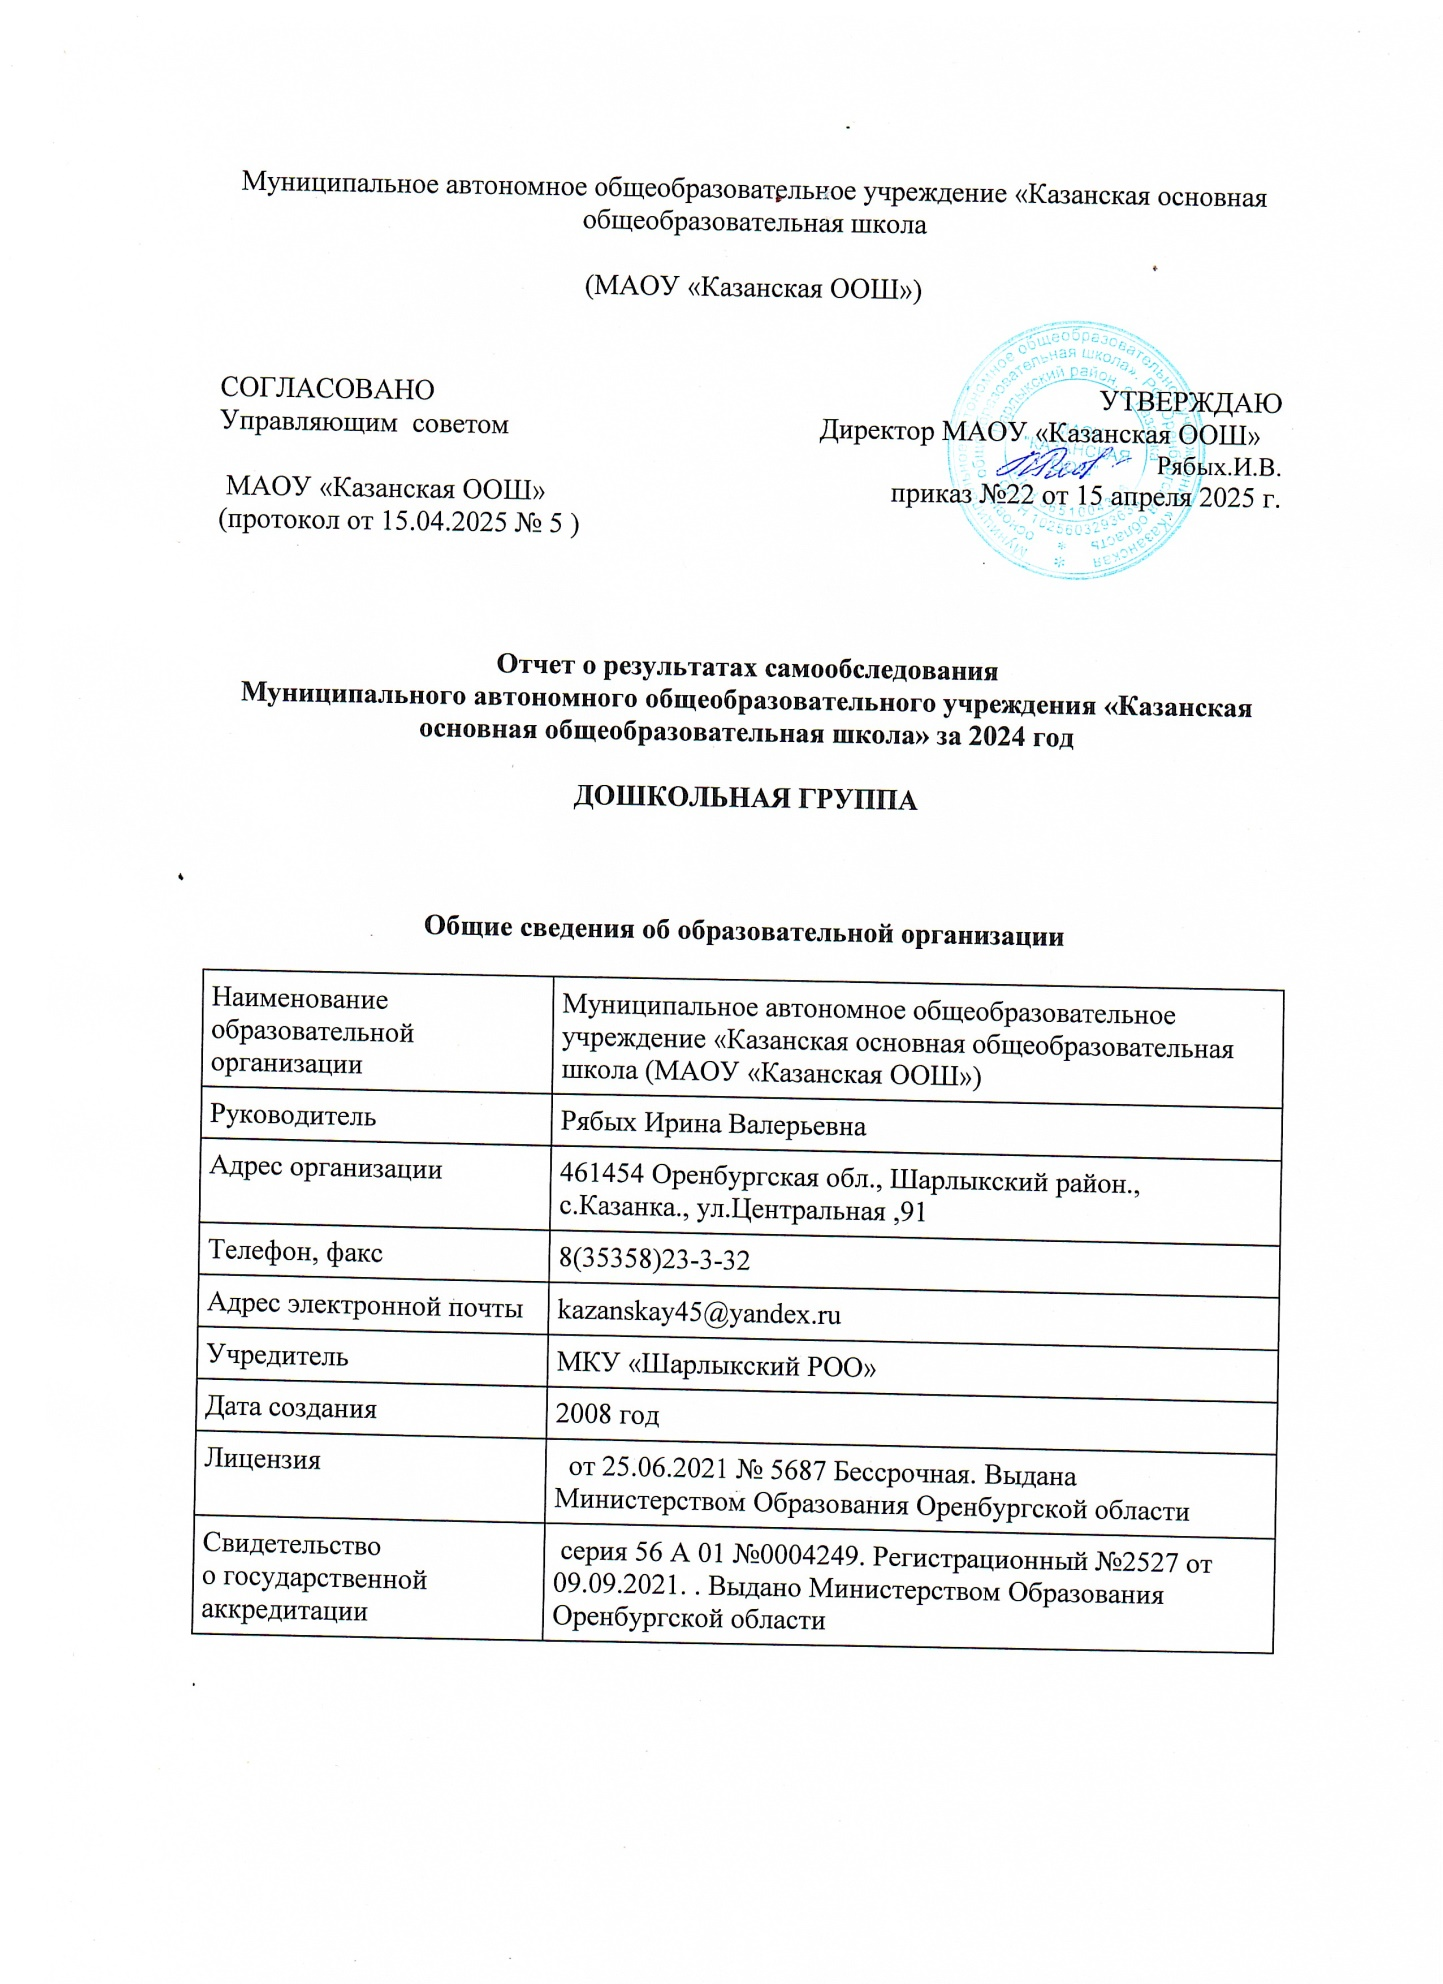 Муниципальное автономное общеобразовательное учреждение «Казанская основная
общеобразовательная школа
(МАОУ «Казанская ООШ»)
СОГЛАСОВАНО
Управляющим советом
МАОУ «Казанская ООШ»
(протокол от 15.04.2025 № 5 )
УТВЕРЖДАЮ
Директор МАОУ «Казанская ООШ»
Рябых.И.В.
приказ №22 от 15 апреля 2025 г.
Отчет о результатах самообследования
Муниципального автономного общеобразовательного учреждения «Казанская
основная общеобразовательная школа» за 2024 год
ДОШКОЛЬНАЯ ГРУППА
Общие сведения об образовательной организации
Наименование
образовательной
организации
Муниципальное автономное общеобразовательное
учреждение «Казанская основная общеобразовательная
школа (МАОУ «Казанская ООШ»)
Руководитель
Рябых Ирина Валерьевна
Адрес организации
461454 Оренбургская обл., Шарлыкский район.,
с.Казанка., ул.Центральная ,91
Телефон, факс
8(35358)23-3-32
Адрес электронной почты
kazanskay45@yandex.ru
Учредитель
МКУ «Шарлыкский РОО»
Дата создания
2008 год
Лицензия
от 25.06.2021 № 5687 Бессрочная. Выдана
Министерством Образования Оренбургской области
Свидетельство
о государственной
аккредитации
серия 56 А 01 №0004249. Регистрационный №2527 от
09.09.2021. . Выдано Министерством Образования
Оренбургской области